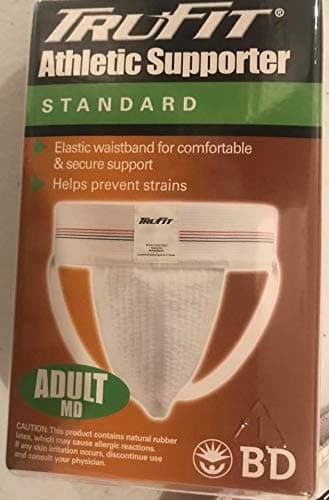 TRUFIT®
Athletic Supporter
STANDARD
Elastic waistband for comfortable
& secure support
Helps prevent strains
TRUFIT
ADULT
MD
CAUTION: This product contains natural rubber
latex, which may cause allergic reactions.
If any skin irritation occurs, discontinue use
and consult your physician.
BD